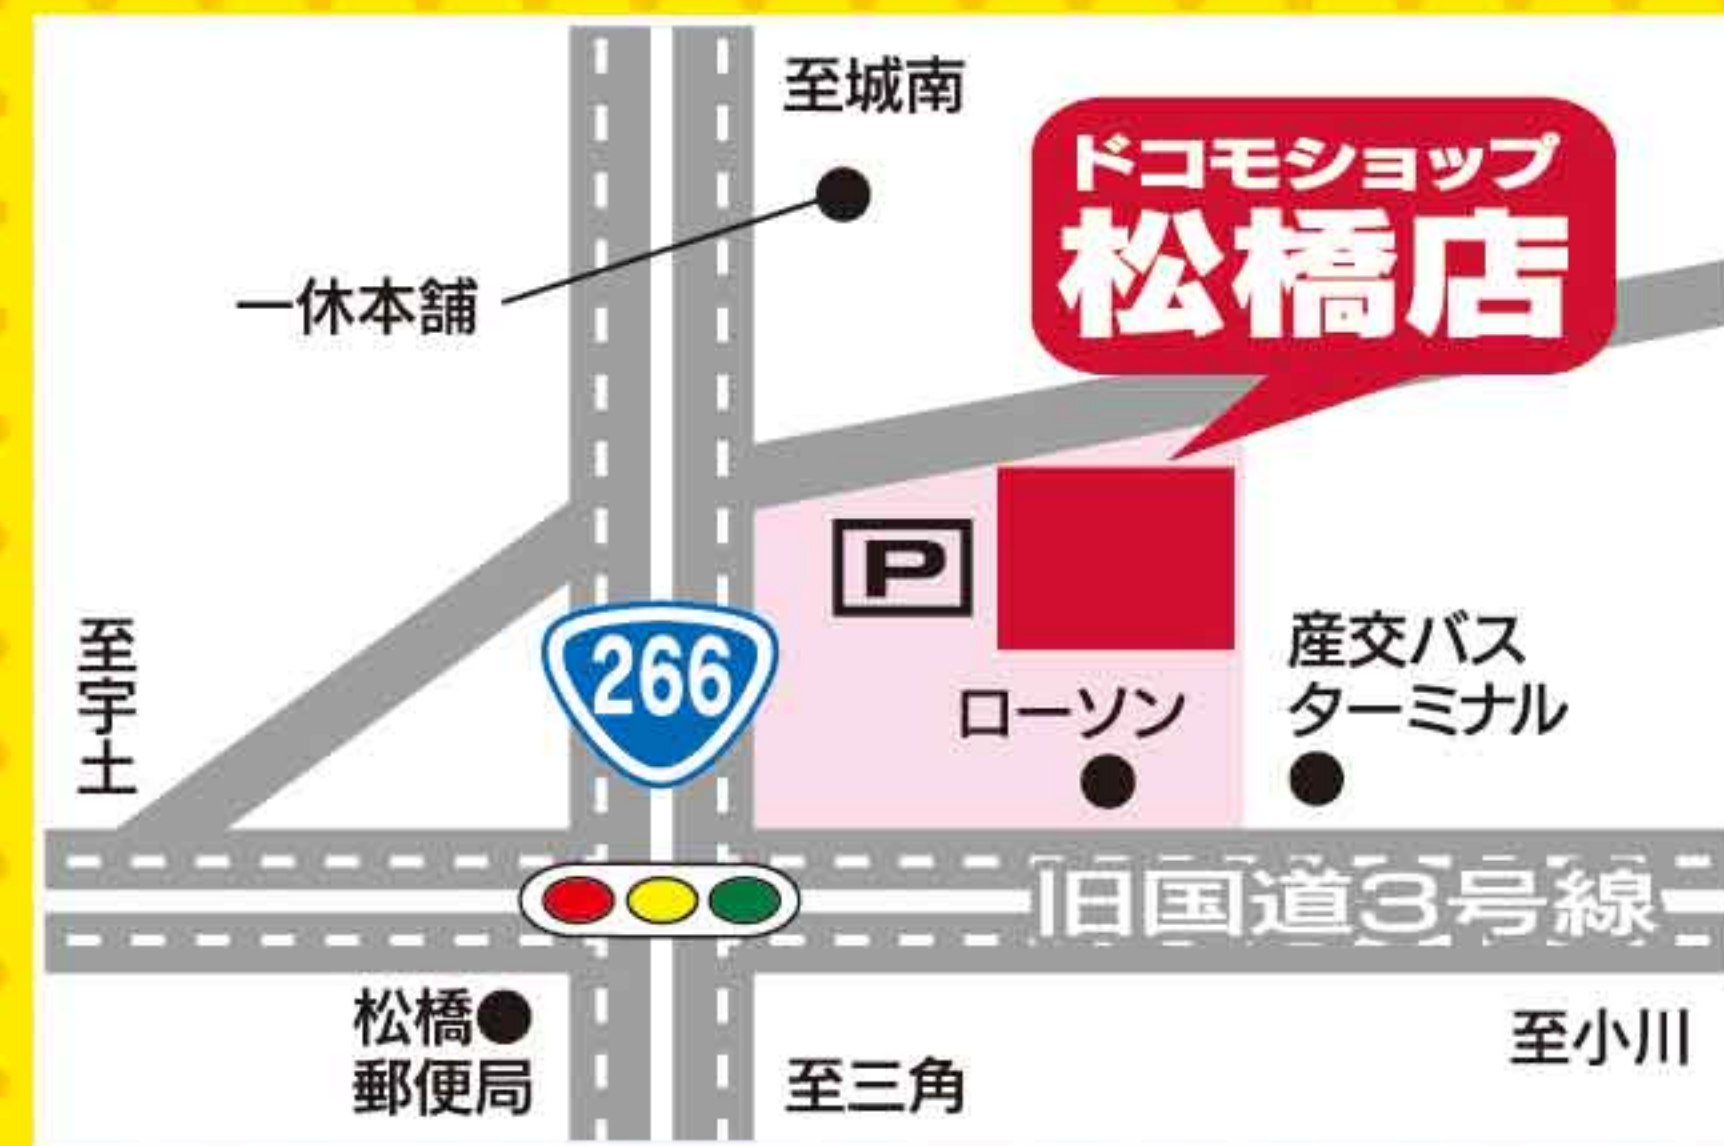 至城南
ドコモショップ
松橋店
一休本舗
P
266
至宇土
産交バス
ターミナル
ローソン
旧国道3号線
松橋
郵便局
至三角
至小川